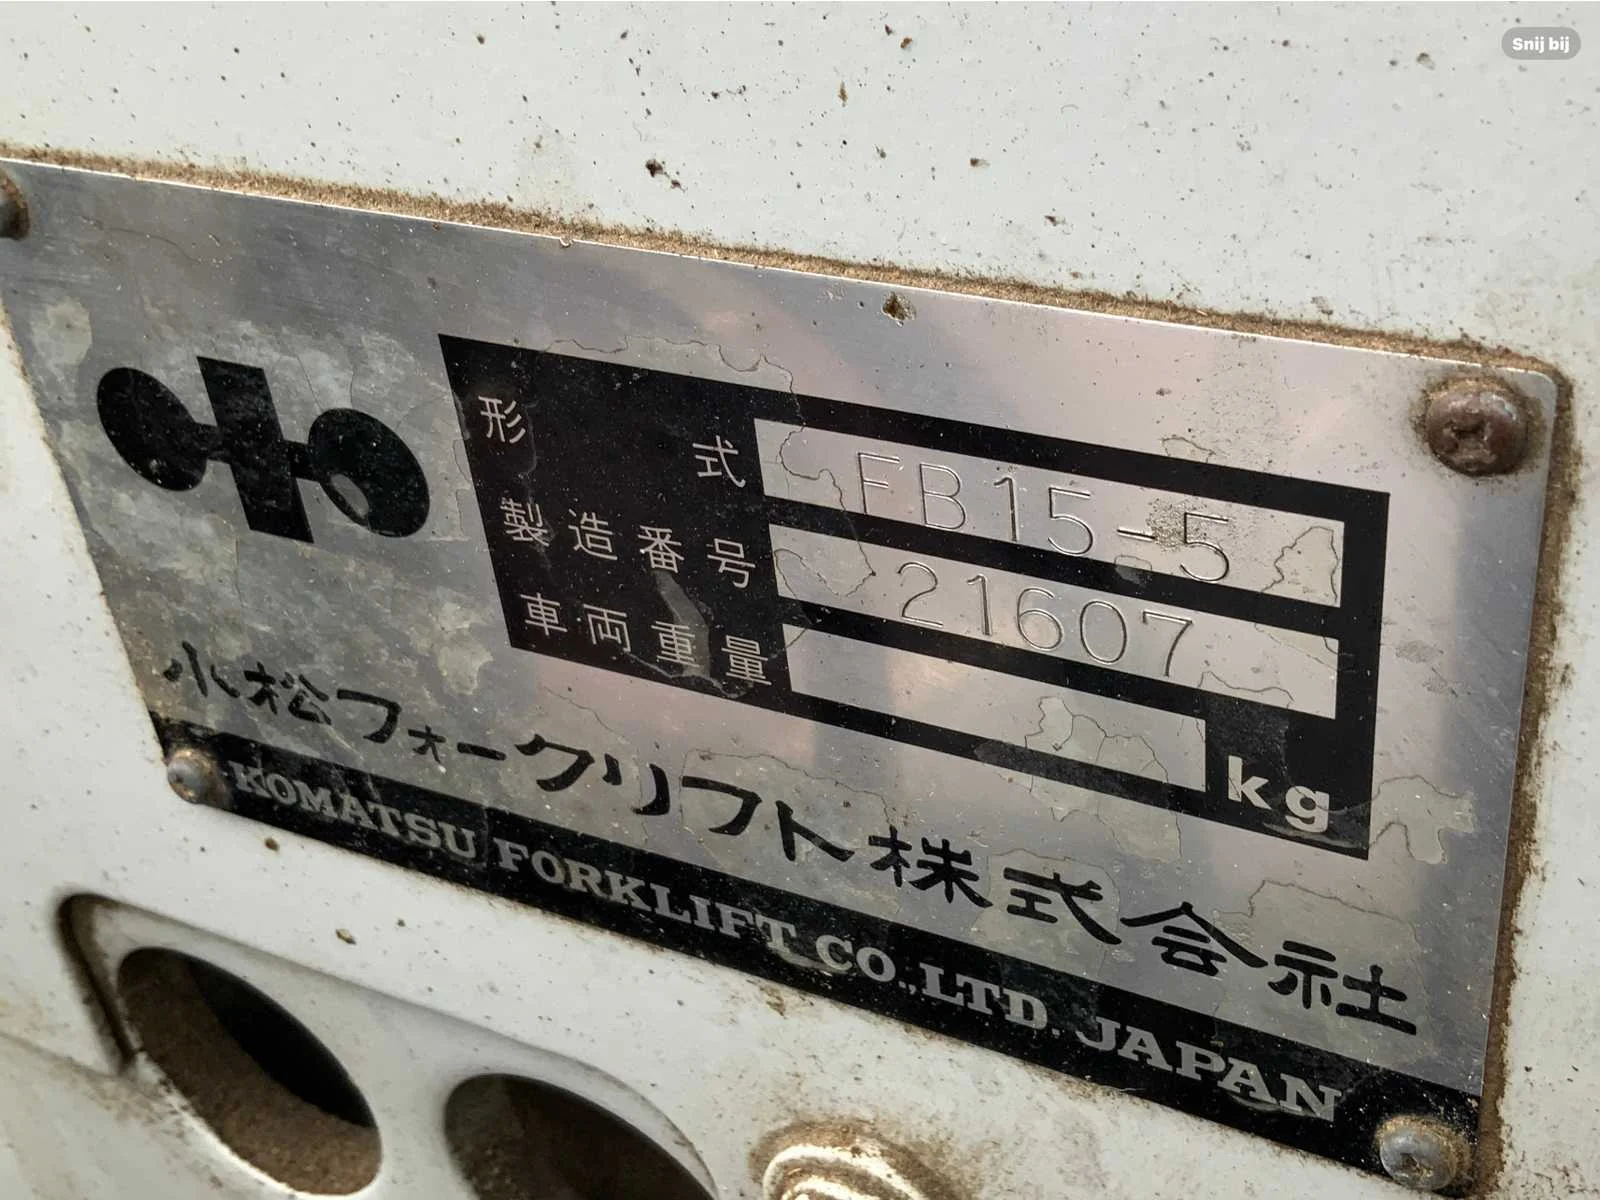 Snij bij
形式 FB15-5
製造番号 21607
車両重量 kg
小松フォークリフト株式会社
KOMATSU FORKLIFT CO.,LTD. JAPAN